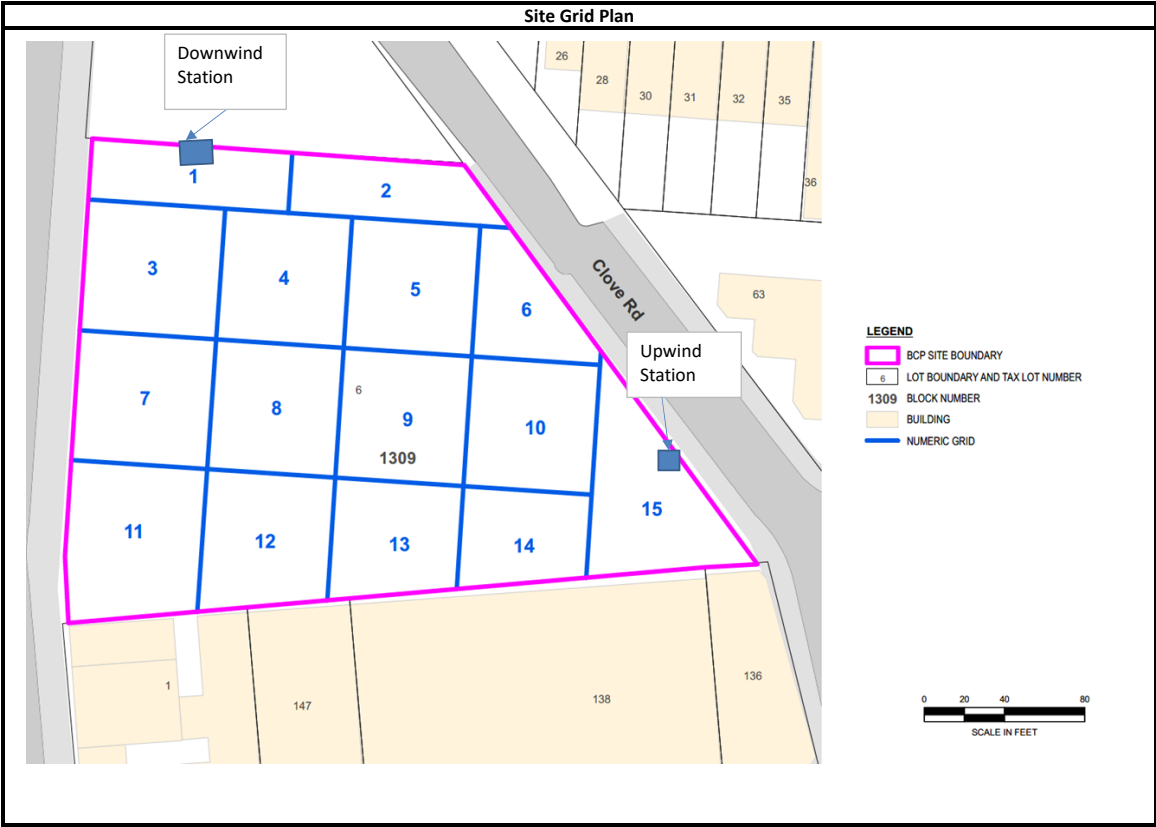 Site Grid Plan
Downwind
Station
26
28
30
31
32
35
36
1
2
3
4
5
6
Clove Rd
63
Upwind
Station
7
8
6
9
10
1309
11
12
13
14
15
1
147
138
136
LEGEND
BCP SITE BOUNDARY
6 LOT BOUNDARY AND TAX LOT NUMBER
1309 BLOCK NUMBER
BUILDING
NUMERIC GRID
0 20 40 80
SCALE IN FEET